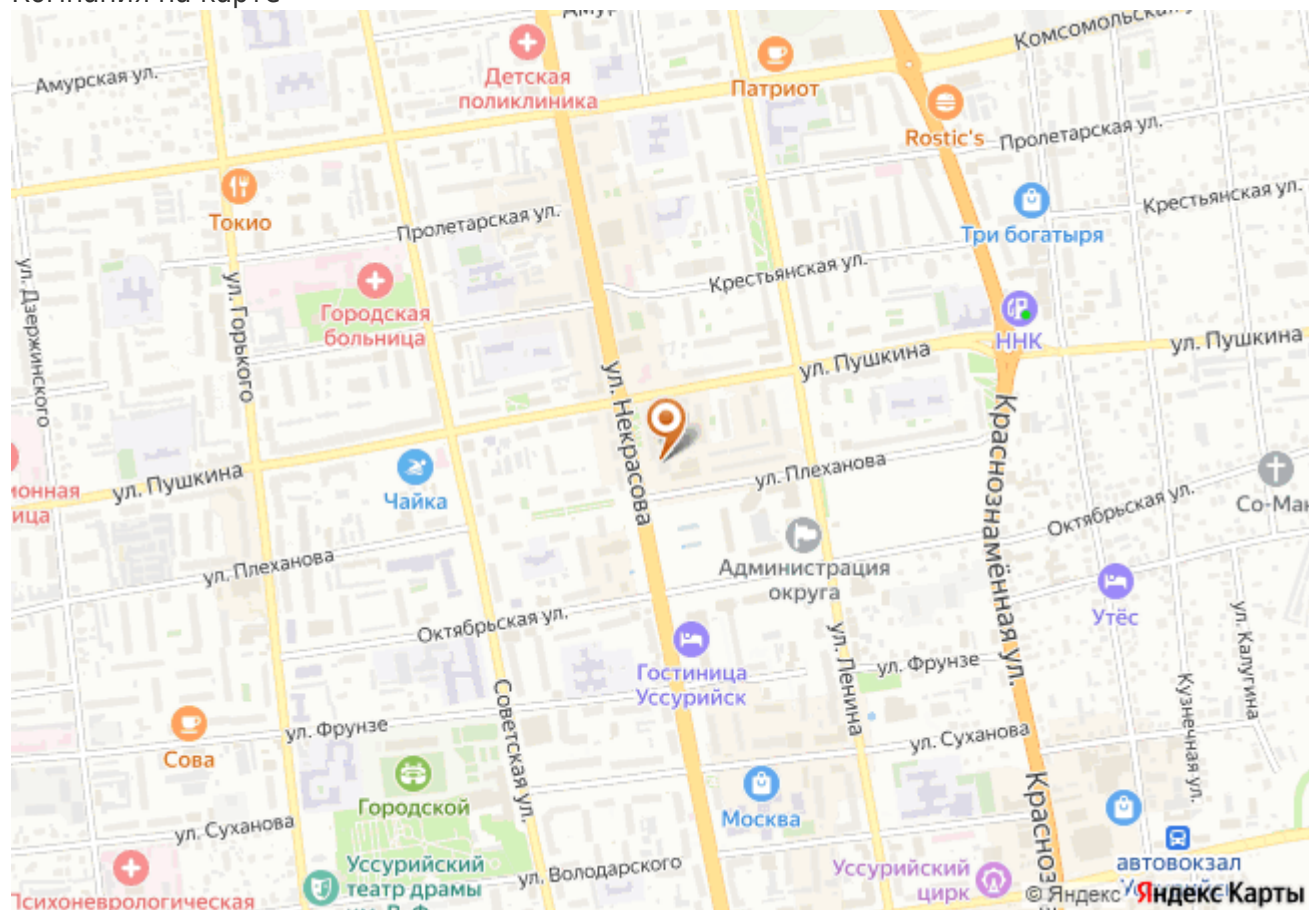 Компания на карте
Амурская ул.
Детская
поликлиника
Патриот
Комсомольская
Rostic's
Пролетарская ул.
Токио
Пролетарская ул.
Крестьянская ул.
Три богатыря
ул. Дзержинского
ул. Горького
Городская
больница
Крестьянская ул.
ННК
ул. Пушкина
ул. Пушкина
ул. Некрасова
Краснознамённая ул.
ул. Пушкина
Чайка
ул. Плеханова
Октябрьская ул.
Администрация
округа
ул. Плеханова
Утёс
Октябрьская ул.
ул. Ленина
ул. Калугина
Гостиница
Уссурийск
ул. Фрунзе
Советская ул.
Кузнечная ул.
Сова
ул. Фрунзе
ул. Суханова
Городской
Москва
ул. Суханова
Уссурийский
театр драмы
ул. Володарского
Уссурийский
цирк
автовокзал
Психоневрологическая
© Яндекс
Яндекс Карты